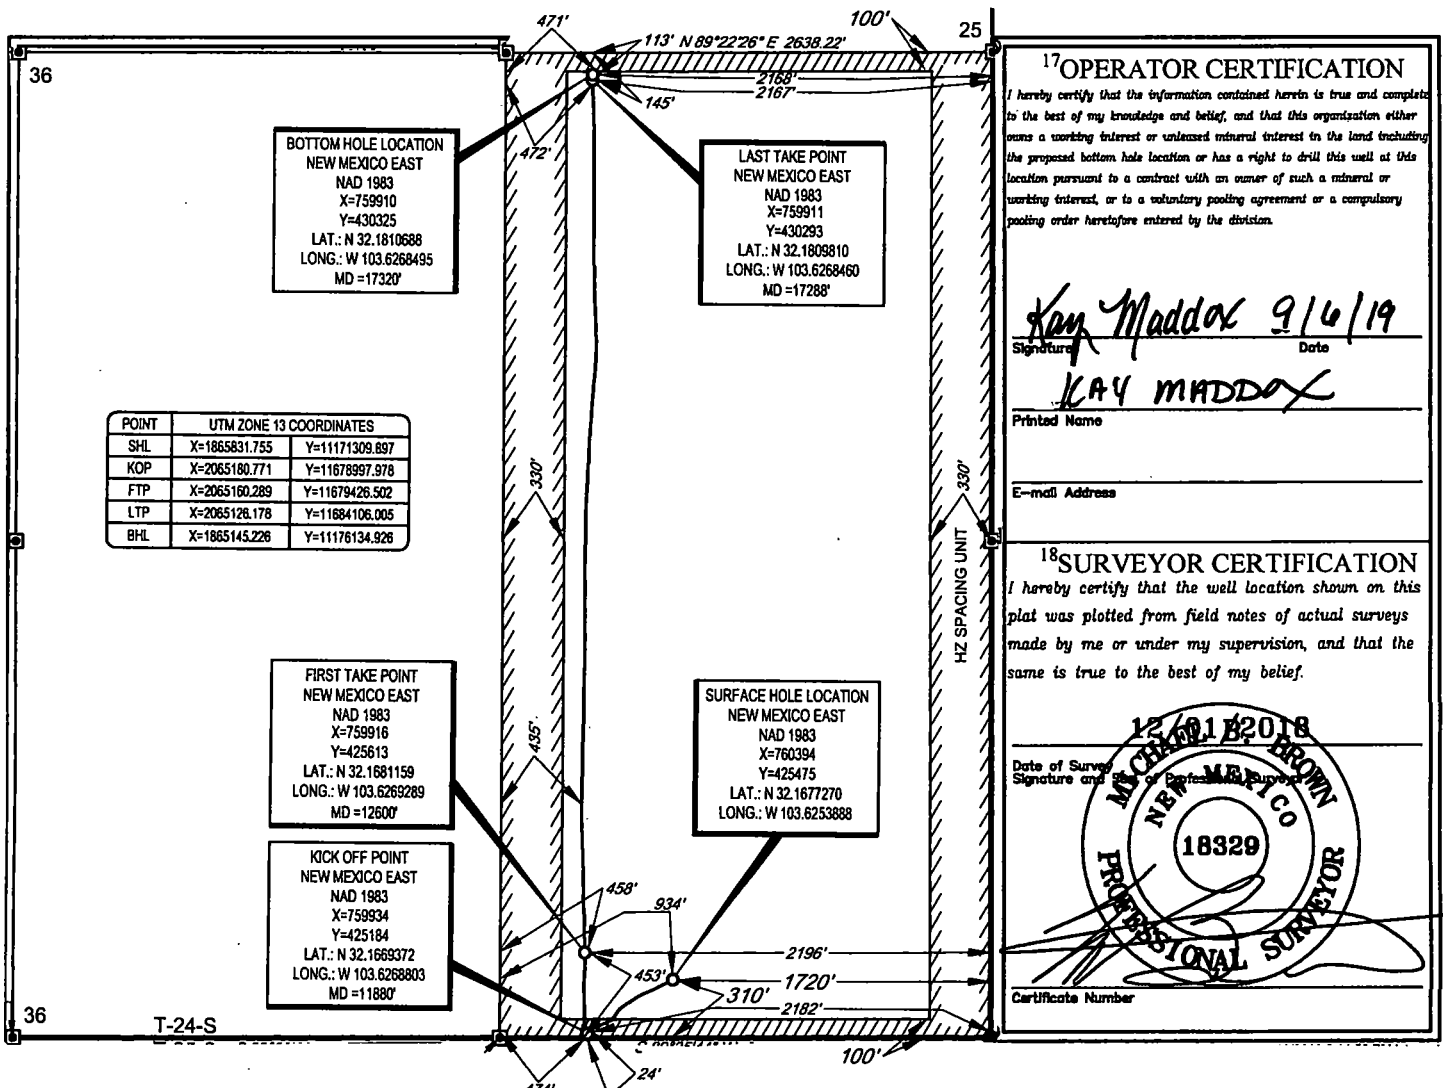 471'
113' N 89°22'26" E 2638.22'
100'
25
36
2168'
2167'
145'
472'
BOTTOM HOLE LOCATION
NEW MEXICO EAST
NAD 1983
X=759910
Y=430325
LAT.: N 32.1810688
LONG.: W 103.6268495
MD =17320'
LAST TAKE POINT
NEW MEXICO EAST
NAD 1983
X=759911
Y=430293
LAT.: N 32.1809810
LONG.: W 103.6268460
MD =17288'
POINT UTM ZONE 13 COORDINATES
SHL X=1865831.755 Y=11171309.697
KOP X=2065180.771 Y=11678997.978
FTP X=2065160.289 Y=11679426.502
LTP X=2065126.178 Y=11684106.005
BHL X=1865145.226 Y=11176134.926
330'
330'
HZ SPACING UNIT
435'
FIRST TAKE POINT
NEW MEXICO EAST
NAD 1983
X=759916
Y=425613
LAT.: N 32.1681159
LONG.: W 103.6269289
MD =12600'
SURFACE HOLE LOCATION
NEW MEXICO EAST
NAD 1983
X=760394
Y=425475
LAT.: N 32.1677270
LONG.: W 103.6253888
KICK OFF POINT
NEW MEXICO EAST
NAD 1983
X=759934
Y=425184
LAT.: N 32.1669372
LONG.: W 103.6268803
MD =11880'
458'
934'
2196'
453'
1720'
310'
2182'
36
T-24-S
100'
24'
474'
17OPERATOR CERTIFICATION
I hereby certify that the information contained herein is true and complete
to the best of my knowledge and belief, and that this organization either
owns a working interest or unleased mineral interest in the land including
the proposed bottom hole location or has a right to drill this well at this
location pursuant to a contract with an owner of such a mineral or
working interest, or to a voluntary pooling agreement or a compulsory
pooling order heretofore entered by the division.
Kay Maddox 9/6/19
Signature Date
KAY MADDOX
Printed Name
E-mail Address
18SURVEYOR CERTIFICATION
I hereby certify that the well location shown on this
plat was plotted from field notes of actual surveys
made by me or under my supervision, and that the
same is true to the best of my belief.
12/01/2018
Date of Survey
Signature and Seal of Professional Surveyor
MICHAEL B. BROWN
NEW MEXICO
18329
PROFESSIONAL SURVEYOR
Certificate Number